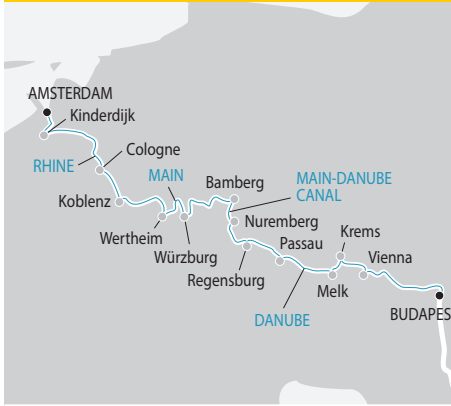 AMSTERDAM
Kinderdijk
Cologne
RHINE
MAIN
Bamberg
MAIN-DANUBE
CANAL
Koblenz
Nuremberg
Krems
Wertheim
Würzburg
Passau
Vienna
Regensburg
Melk
DANUBE
BUDAPES